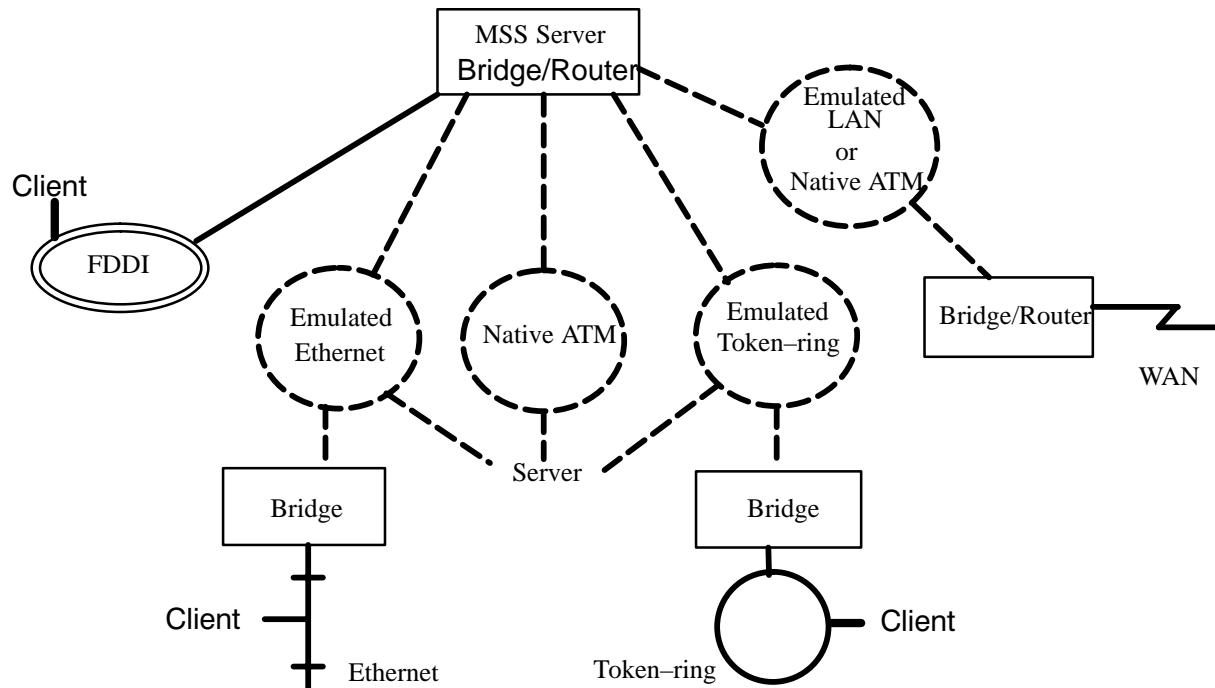 MSS Server
Bridge/Router
Emulated
LAN
or
Native ATM
Client
FDDI
Emulated
Ethernet
Native ATM
Emulated
Token–ring
Bridge/Router
WAN
Server
Bridge
Bridge
Client
Client
Ethernet
Token–ring